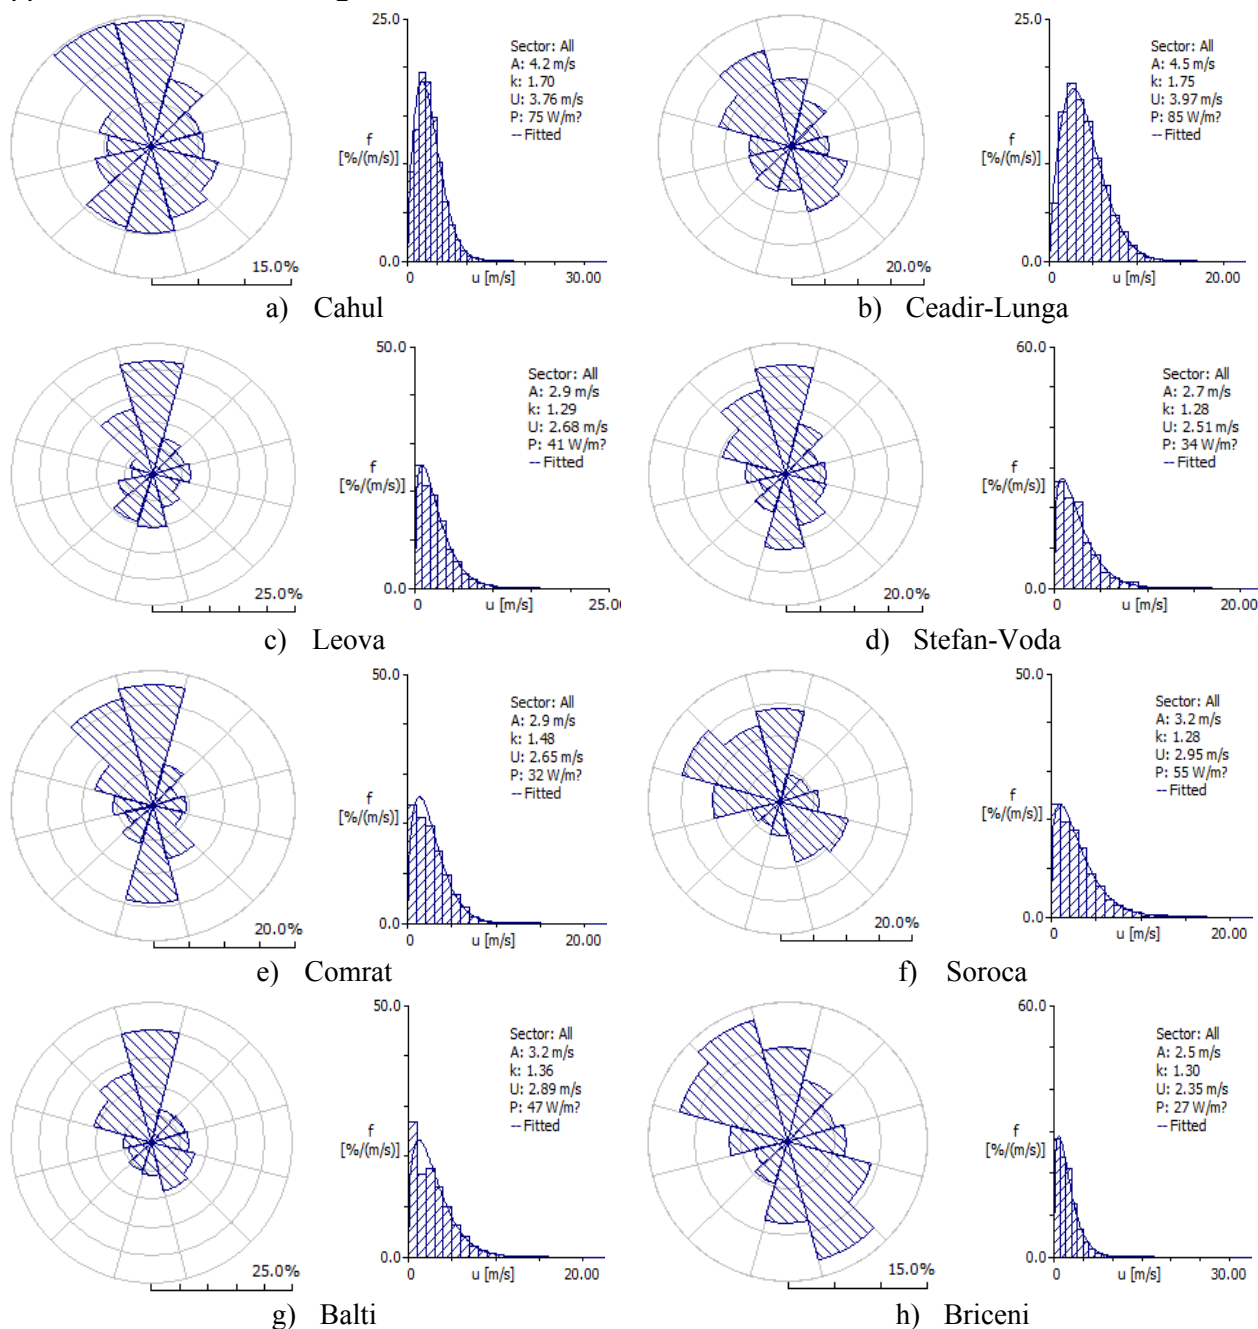 25.0
Sector: All
A: 4.2 m/s
k: 1.70
U: 3.76 m/s
P: 75 W/m?
-- Fitted
f
[%/(m/s)]
15.0%
0.0
u [m/s]
30.00
a) Cahul
25.0
Sector: All
A: 4.5 m/s
k: 1.75
U: 3.97 m/s
P: 85 W/m?
-- Fitted
f
[%/(m/s)]
20.0%
0.0
0
u [m/s]
20.00
b) Ceadir-Lunga
50.0
Sector: All
A: 2.9 m/s
k: 1.29
U: 2.68 m/s
P: 41 W/m?
-- Fitted
f
[%/(m/s)]
25.0%
0.0
0
u [m/s]
25.0
c) Leova
60.0
Sector: All
A: 2.7 m/s
k: 1.28
U: 2.51 m/s
P: 34 W/m?
-- Fitted
f
[%/(m/s)]
20.0%
0.0
0
u [m/s]
20.00
d) Stefan-Voda
50.0
Sector: All
A: 2.9 m/s
k: 1.48
U: 2.65 m/s
P: 32 W/m?
-- Fitted
f
[%/(m/s)]
20.0%
0.0
0
u [m/s]
20.00
e) Comrat
50.0
Sector: All
A: 3.2 m/s
k: 1.28
U: 2.95 m/s
P: 55 W/m?
-- Fitted
f
[%/(m/s)]
20.0%
0.0
0
u [m/s]
20.00
f) Soroca
50.0
Sector: All
A: 3.2 m/s
k: 1.36
U: 2.89 m/s
P: 47 W/m?
-- Fitted
f
[%/(m/s)]
25.0%
0.0
0
u [m/s]
20.00
g) Balti
60.0
Sector: All
A: 2.5 m/s
k: 1.30
U: 2.35 m/s
P: 27 W/m?
-- Fitted
f
[%/(m/s)]
15.0%
0.0
0
u [m/s]
30.00
h) Briceni